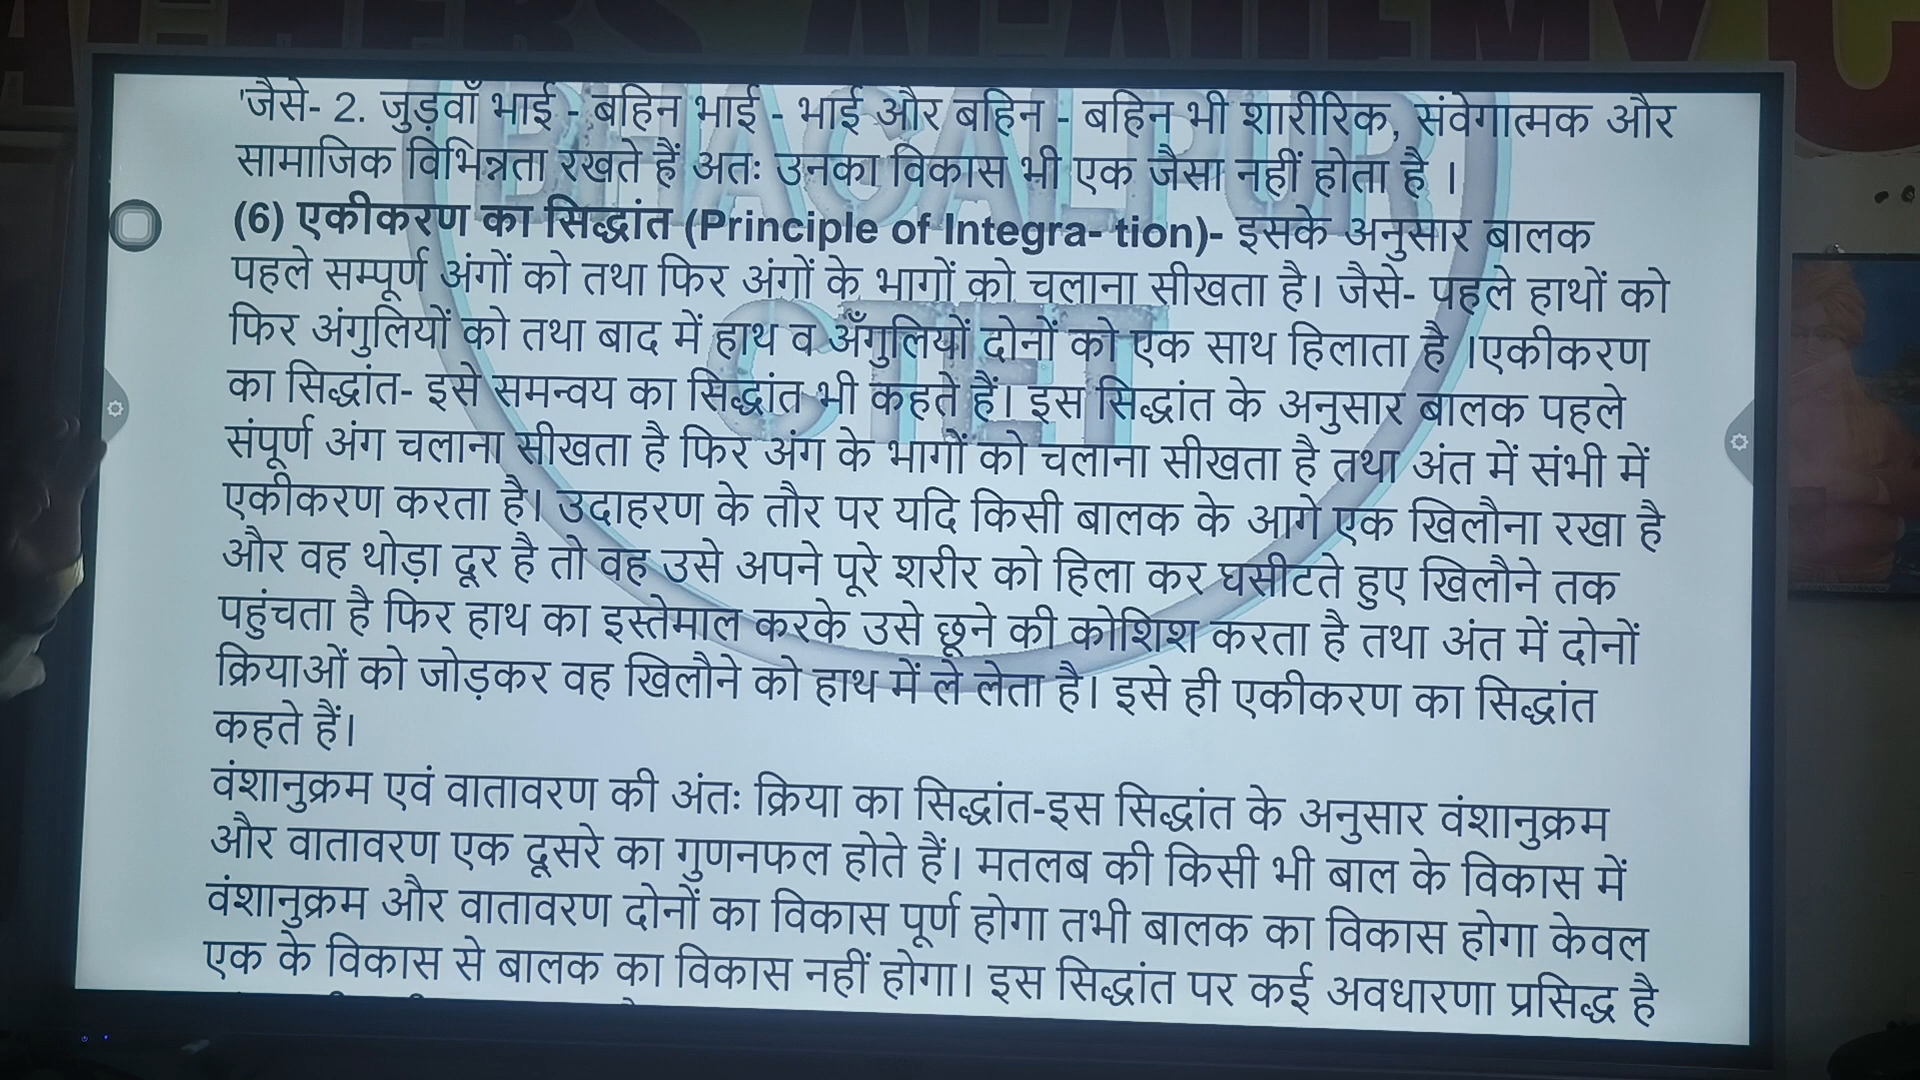 'जैसे- 2. जुड़वाँ भाई - बहिन भाई - भाई और बहिन - बहिन भी शारीरिक, संवेगात्मक और
सामाजिक विभिन्नता रखते हैं अतः उनका विकास भी एक जैसा नहीं होता है ।
(6) एकीकरण का सिद्धांत (Principle of Integra- tion)- इसके अनुसार बालक
पहले सम्पूर्ण अंगों को तथा फिर अंगों के भागों को चलाना सीखता है। जैसे- पहले हाथों को
फिर अंगुलियों को तथा बाद में हाथ व अँगुलियों दोनों को एक साथ हिलाता है ।एकीकरण
का सिद्धांत- इसे समन्वय का सिद्धांत भी कहते हैं। इस सिद्धांत के अनुसार बालक पहले
संपूर्ण अंग चलाना सीखता है फिर अंग के भागों को चलाना सीखता है तथा अंत में संभी में
एकीकरण करता है। उदाहरण के तौर पर यदि किसी बालक के आगे एक खिलौना रखा है
और वह थोड़ा दूर है तो वह उसे अपने पूरे शरीर को हिला कर घसीटते हुए खिलौने तक
पहुंचता है फिर हाथ का इस्तेमाल करके उसे छूने की कोशिश करता है तथा अंत में दोनों
क्रियाओं को जोड़कर वह खिलौने को हाथ में ले लेता है। इसे ही एकीकरण का सिद्धांत
कहते हैं।
वंशानुक्रम एवं वातावरण की अंतः क्रिया का सिद्धांत-इस सिद्धांत के अनुसार वंशानुक्रम
और वातावरण एक दूसरे का गुणनफल होते हैं। मतलब की किसी भी बाल के विकास में
वंशानुक्रम और वातावरण दोनों का विकास पूर्ण होगा तभी बालक का विकास होगा केवल
एक के विकास से बालक का विकास नहीं होगा। इस सिद्धांत पर कई अवधारणा प्रसिद्ध है
BHAGALPUR
CTET
ACADEMY